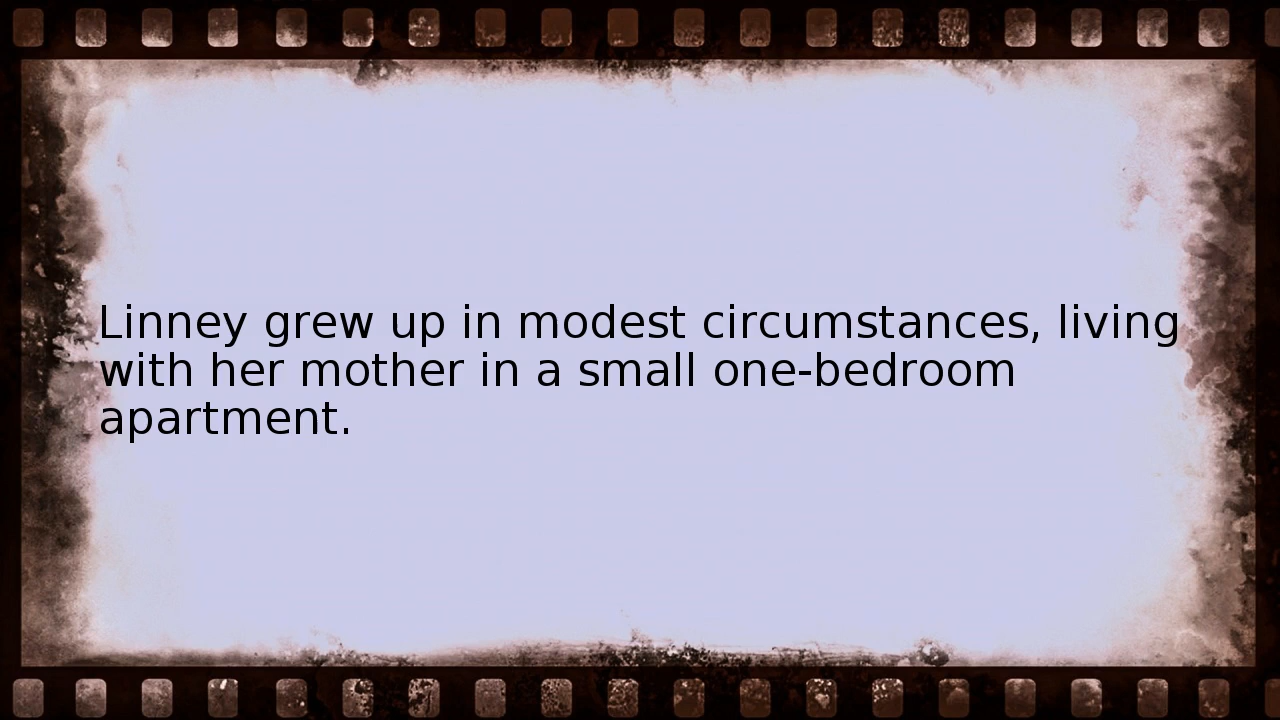 Linney grew up in modest circumstances, living
with her mother in a small one-bedroom
apartment.